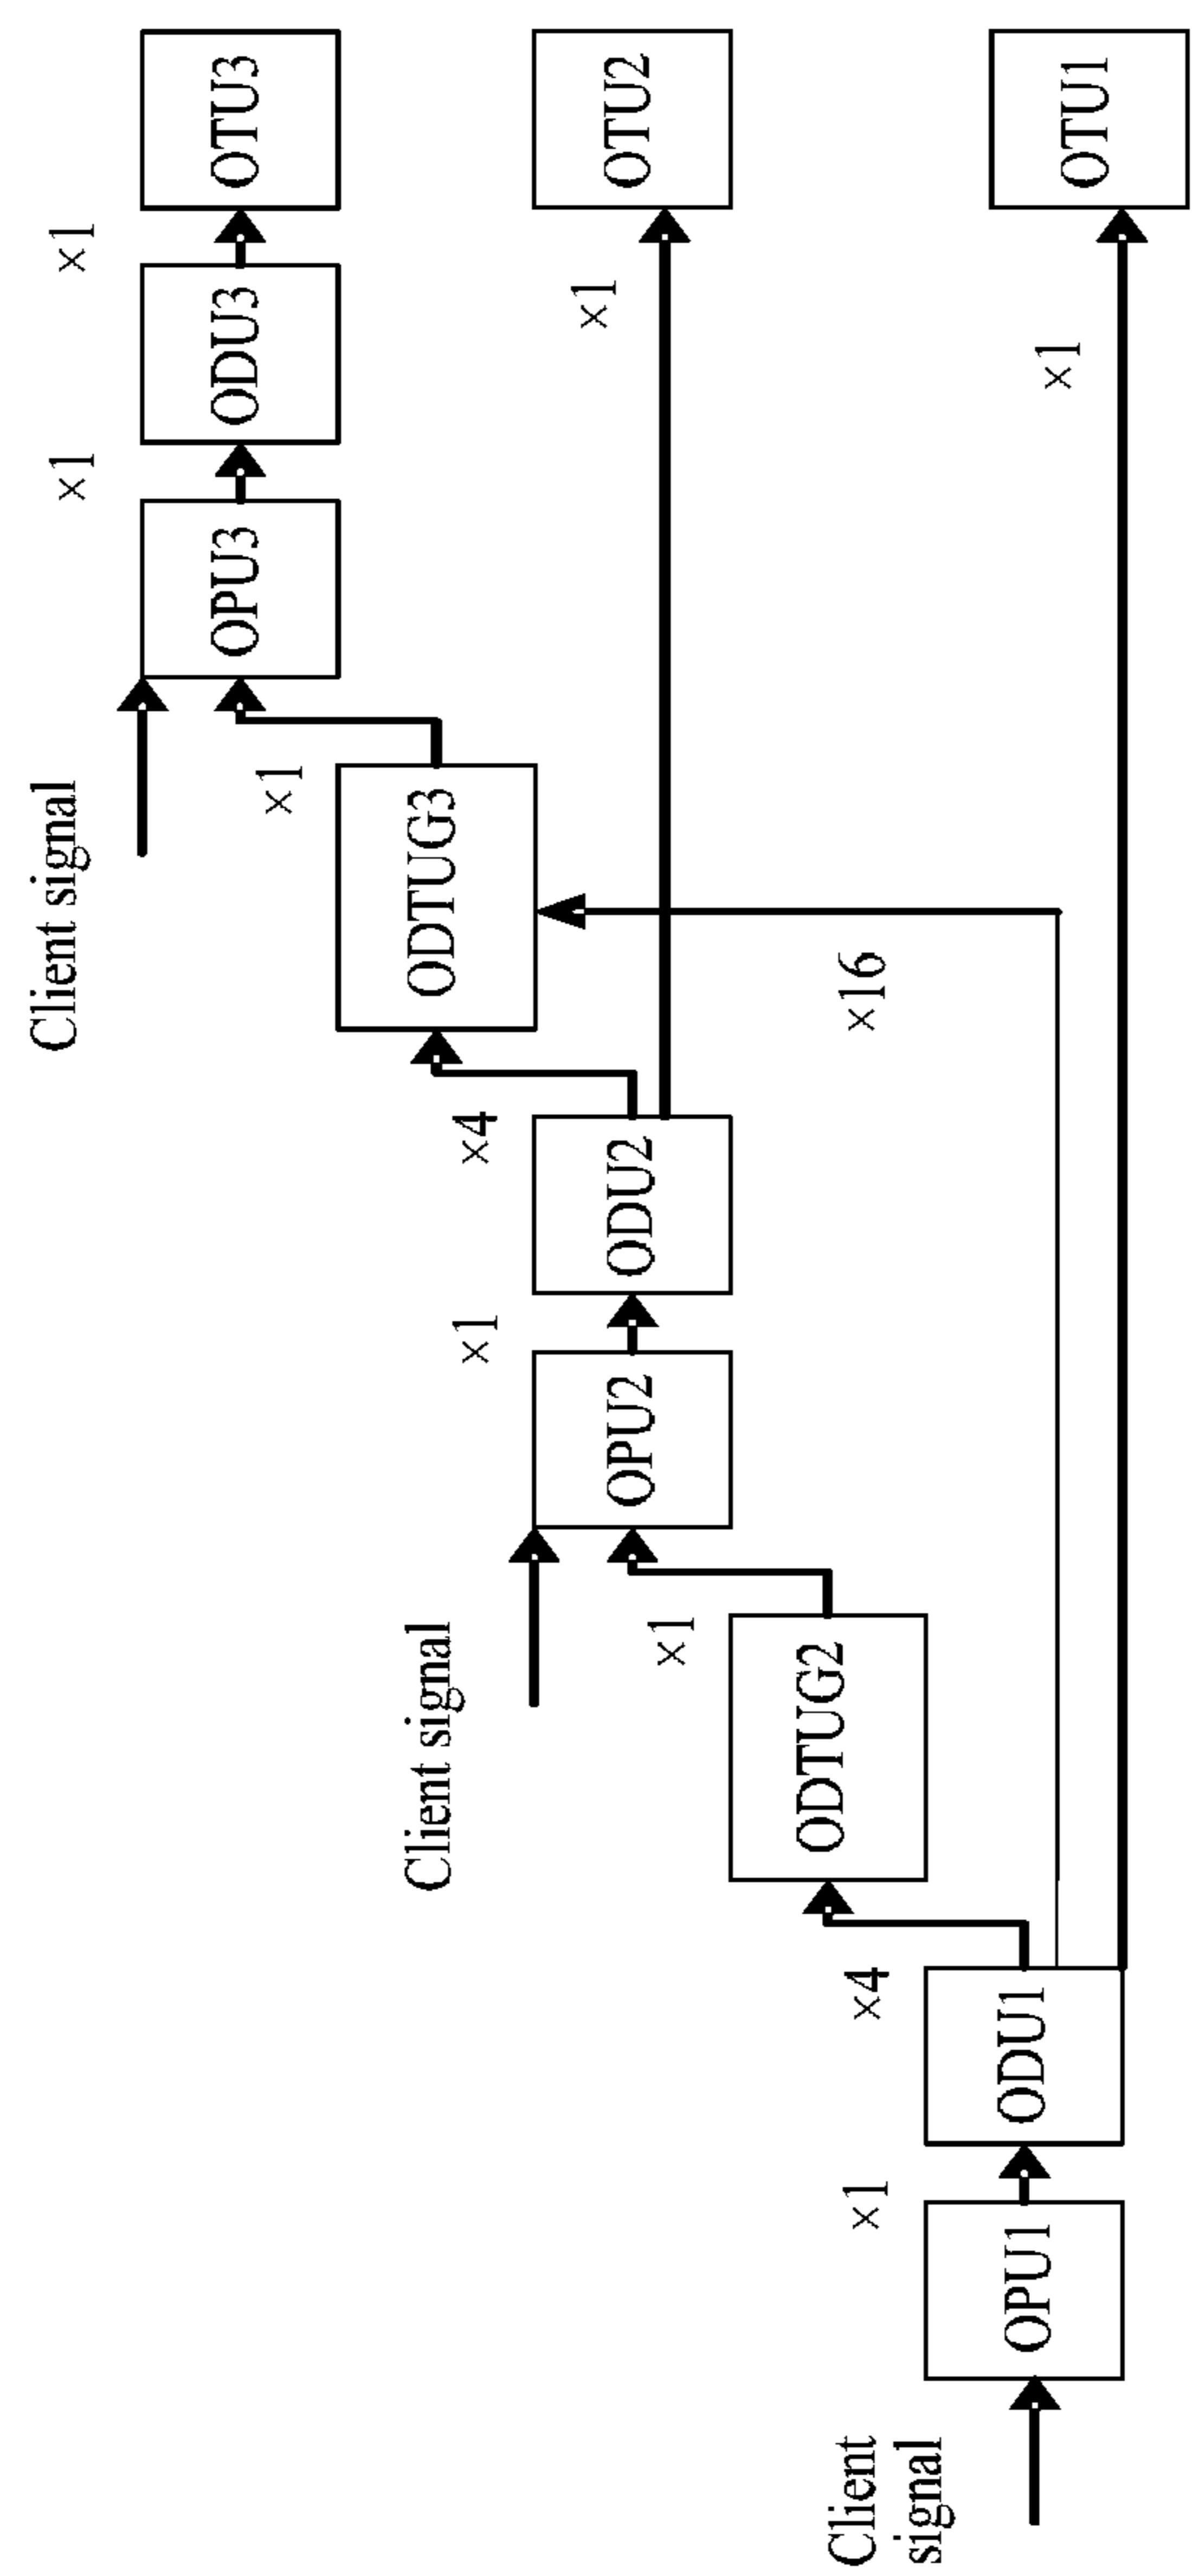 Client signal
×1
×1
OPU3
ODU3
OTU3
×1
ODTUG3
Client signal
×1
×4
OPU2
ODU2
×1
OTU2
×1
ODTUG2
×16
Client
signal
×1
×4
OPU1
ODU1
×1
OTU1